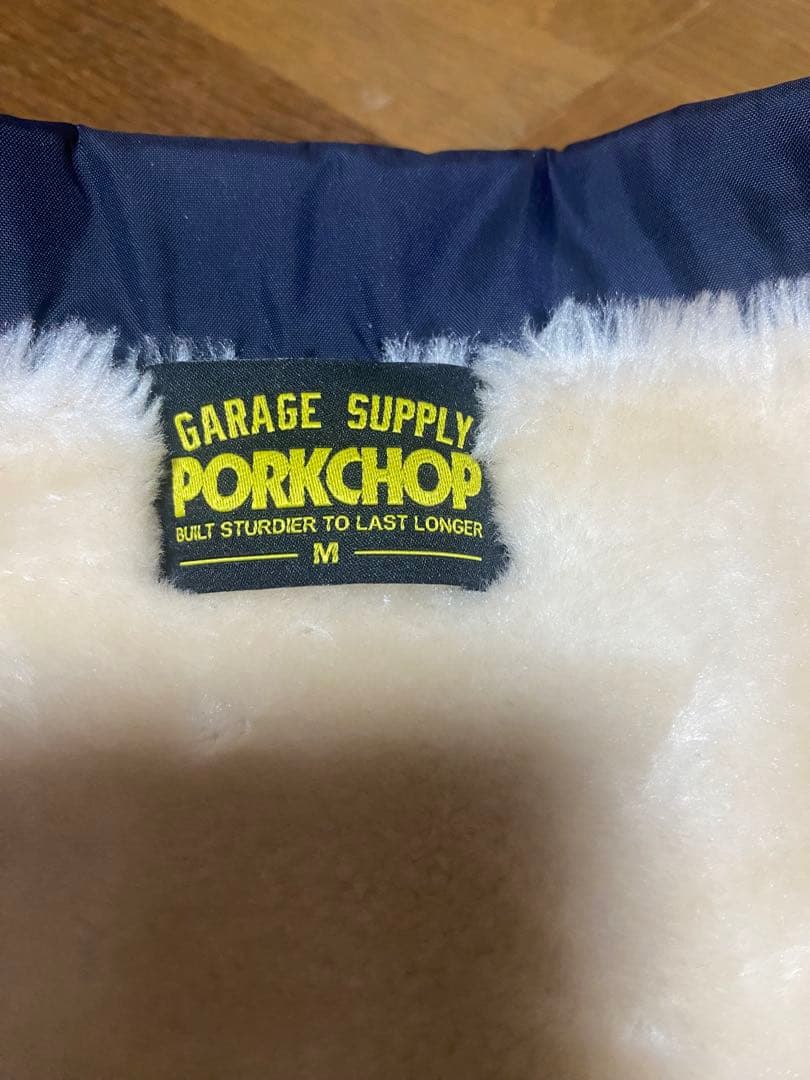 GARAGE SUPPLY
PORKCHOP
BUILT STURDIER TO LAST LONGER
M